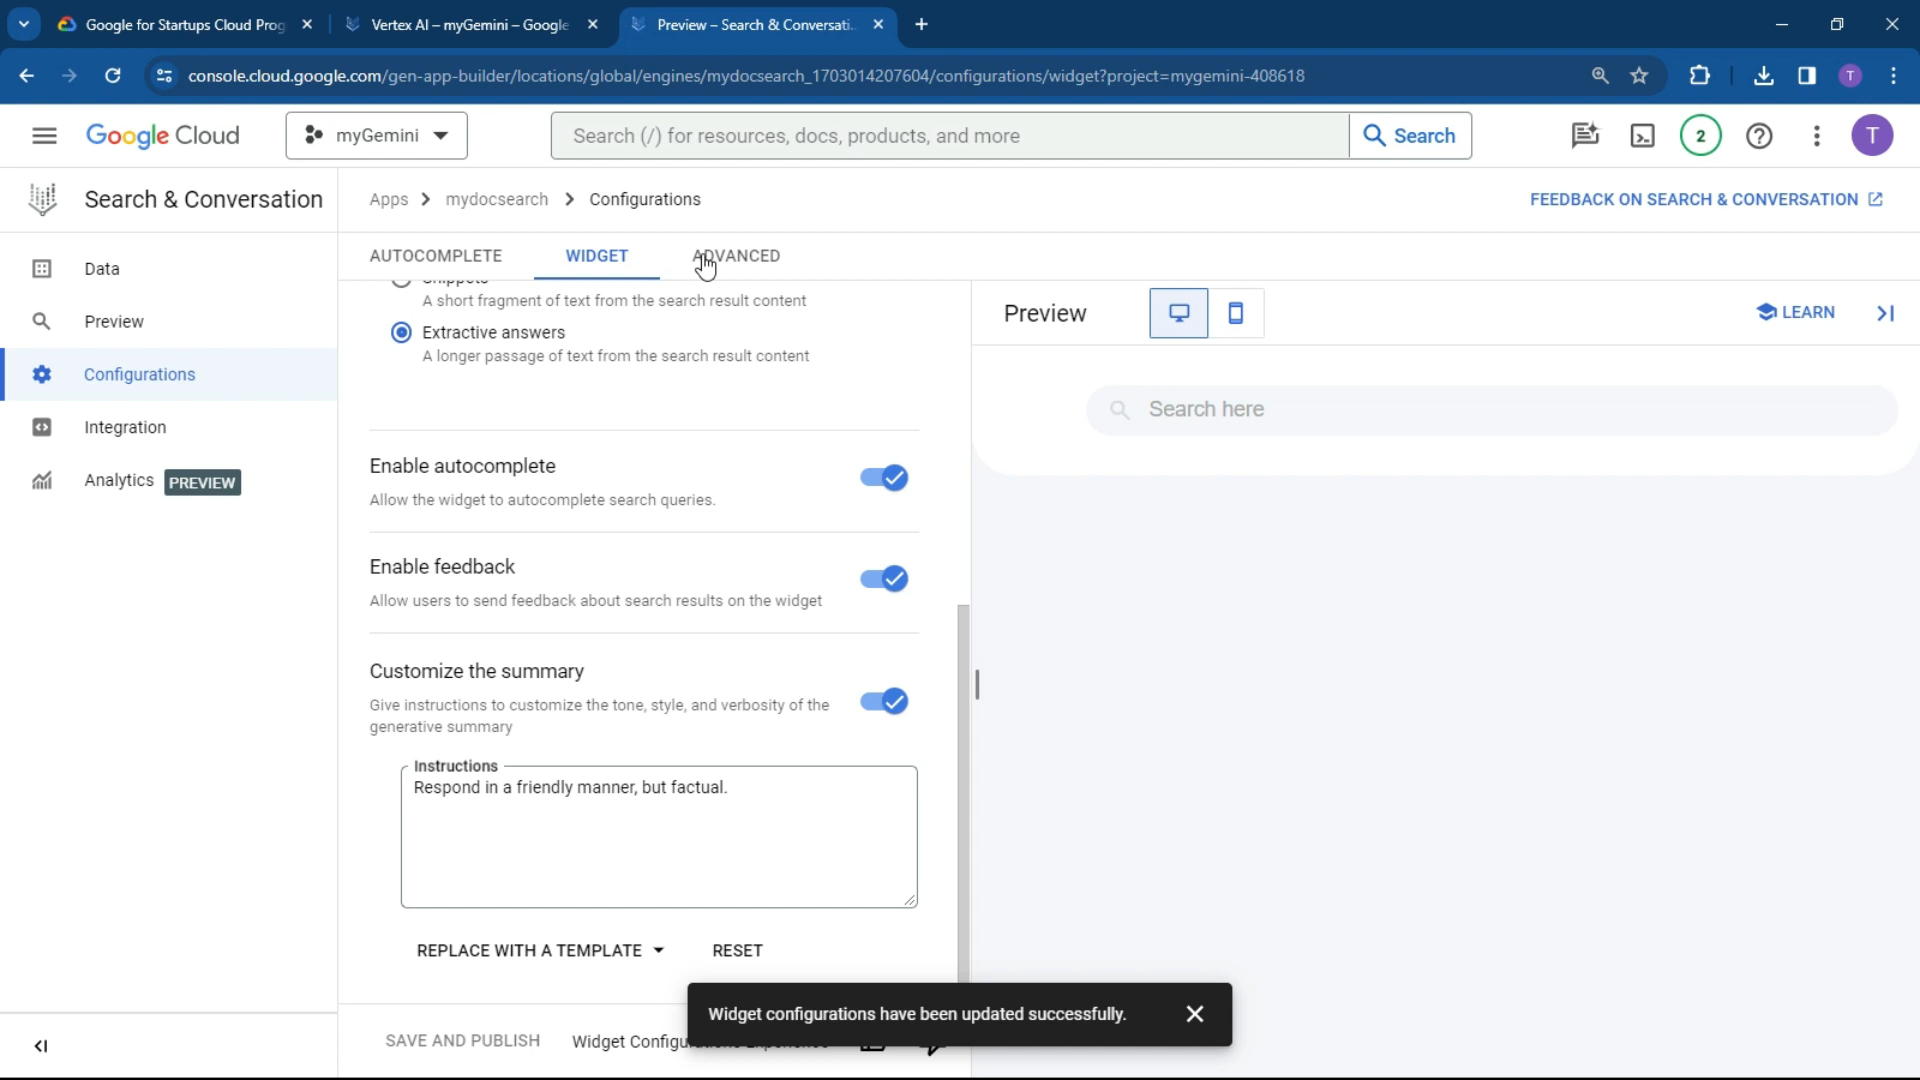 Google for Startups Cloud Prog
Vertex AI – myGemini – Google
Preview – Search & Conversati..
console.cloud.google.com/gen-app-builder/locations/global/engines/mydocsearch_1703014207604/configurations/widget?project=mygemini-408618
T
Google Cloud
myGemini
Search (/) for resources, docs, products, and more
Search
2
T
Search & Conversation
Apps > mydocsearch > Configurations
FEEDBACK ON SEARCH & CONVERSATION
Data
Preview
Configurations
Integration
Analytics PREVIEW
AUTOCOMPLETE
WIDGET
ADVANCED
Snippets
A short fragment of text from the search result content
Extractive answers
A longer passage of text from the search result content
Enable autocomplete
Allow the widget to autocomplete search queries.
Enable feedback
Allow users to send feedback about search results on the widget
Customize the summary
Give instructions to customize the tone, style, and verbosity of the
generative summary
Instructions
Respond in a friendly manner, but factual.
REPLACE WITH A TEMPLATE
RESET
SAVE AND PUBLISH
Widget Configu
Widget configurations have been updated successfully.
Preview
LEARN
Search here